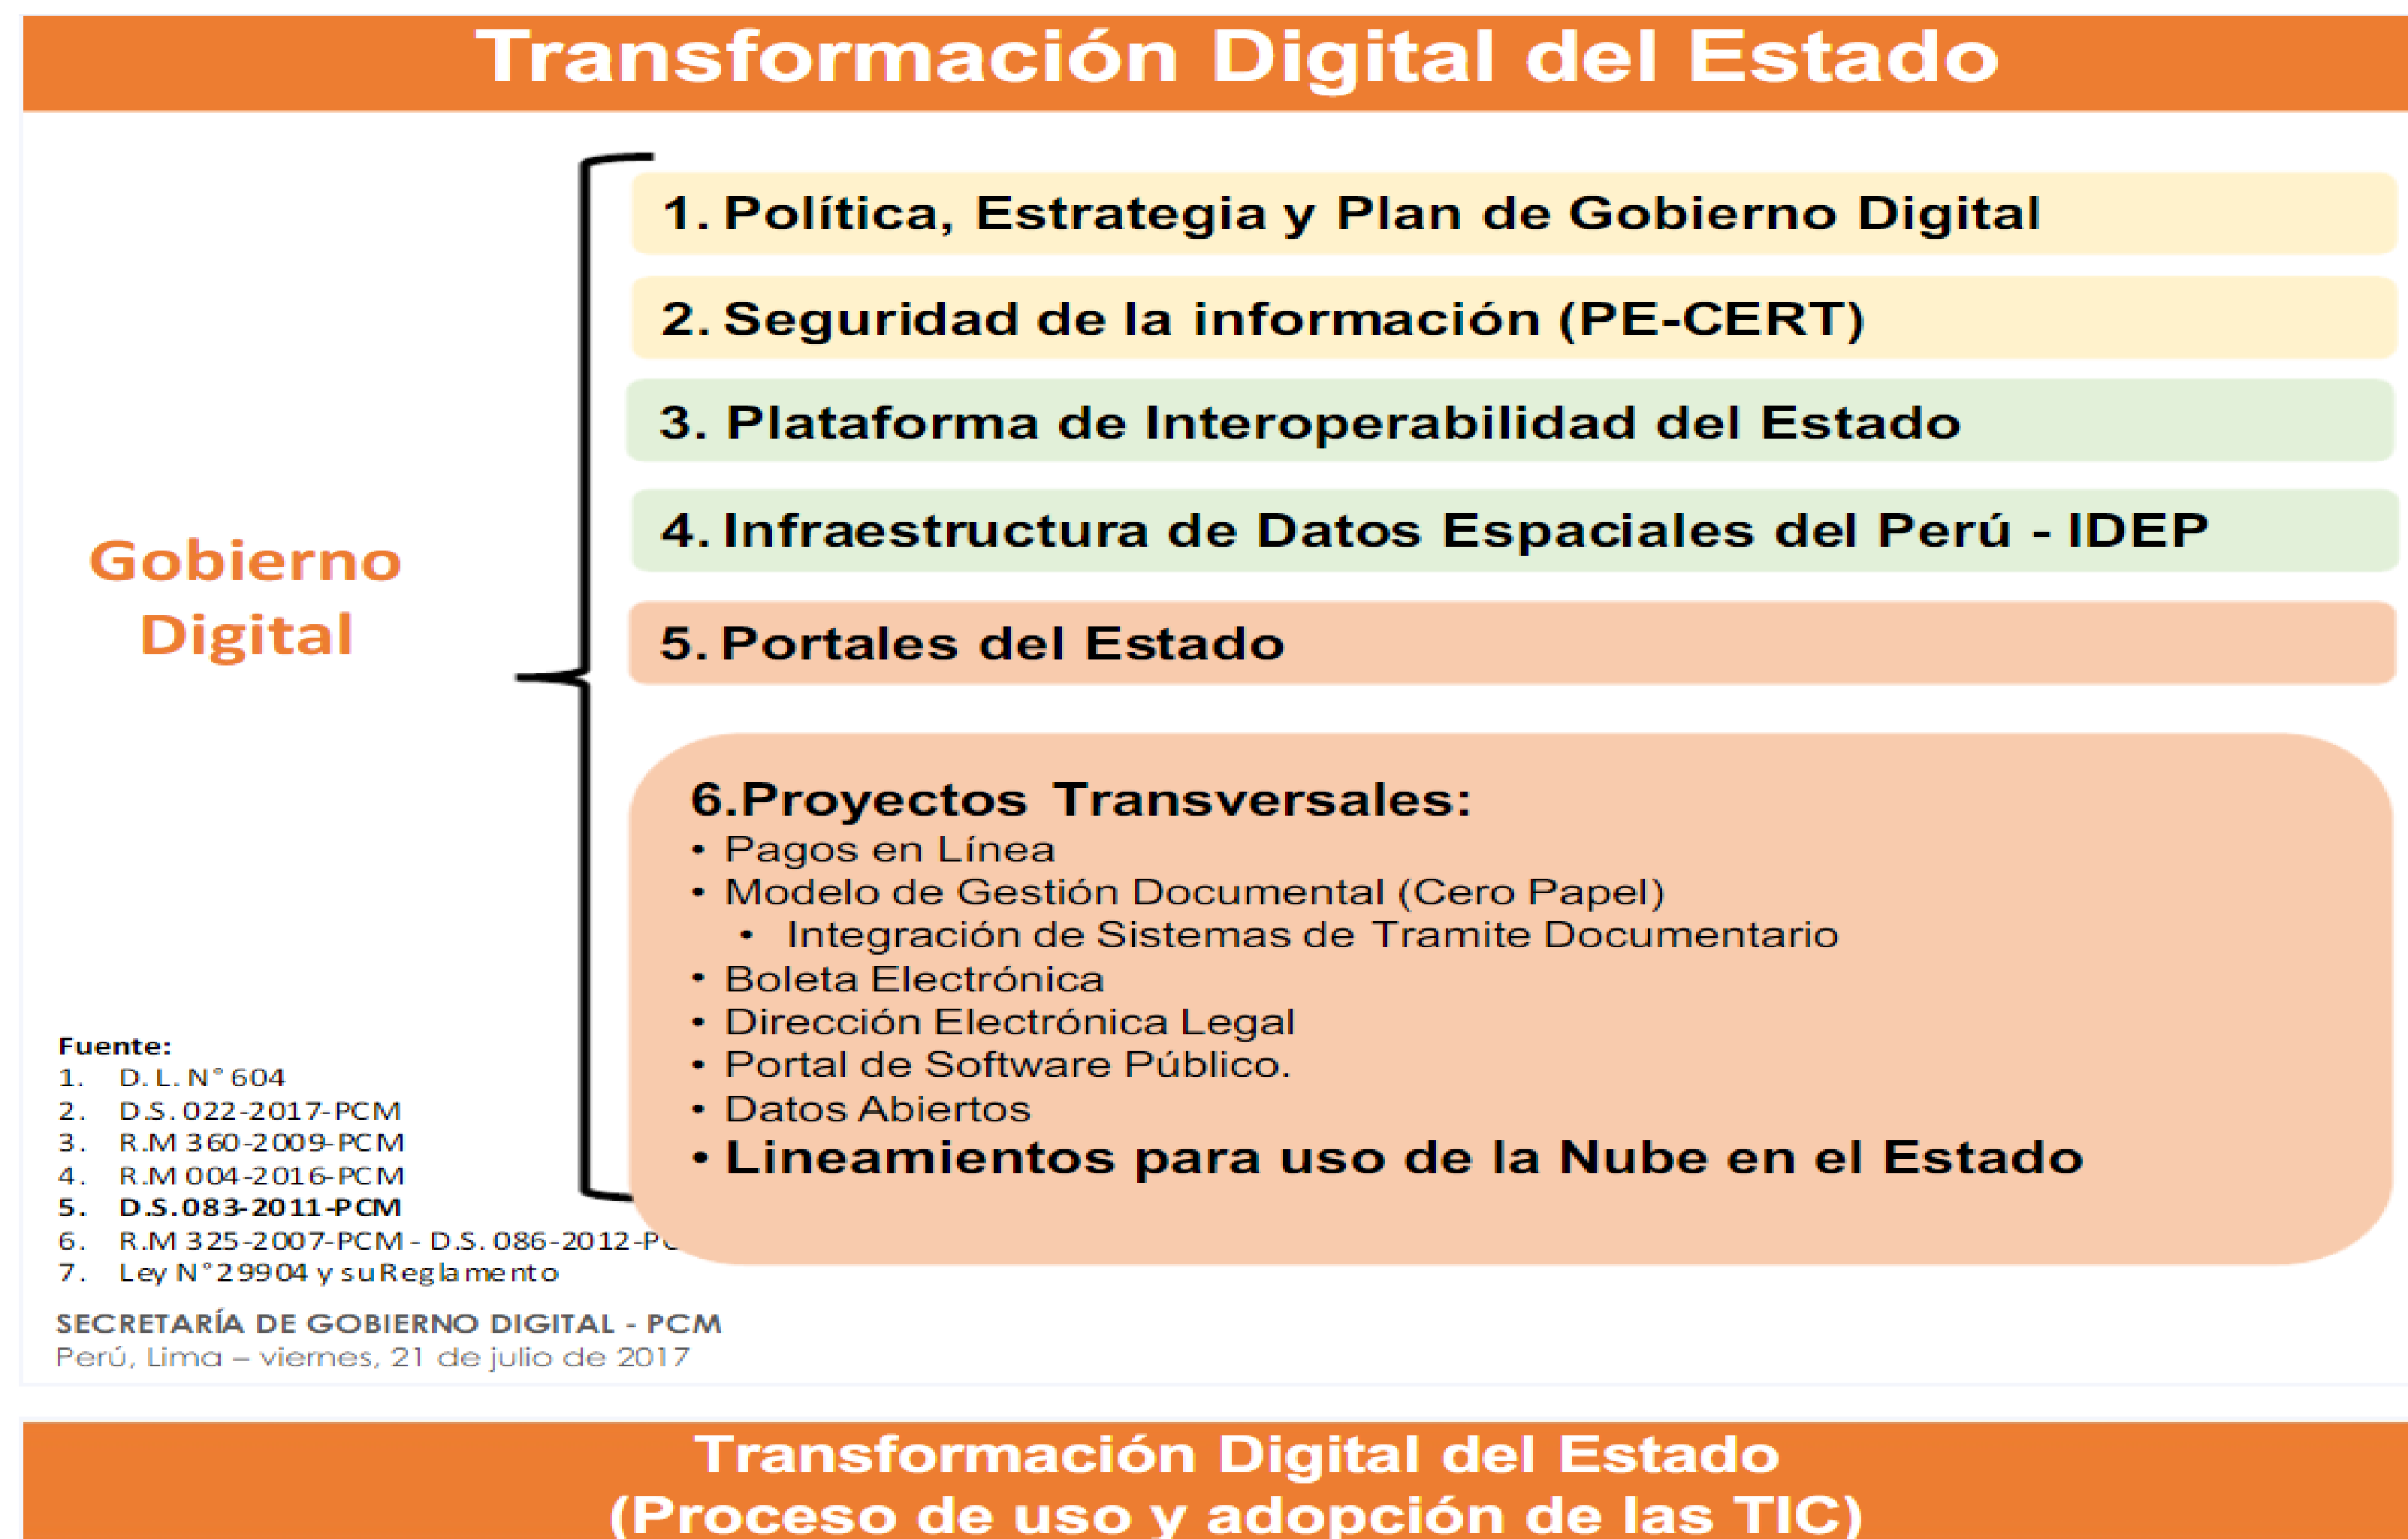 Transformación Digital del Estado
Gobierno
Digital
1. Política, Estrategia y Plan de Gobierno Digital
2. Seguridad de la información (PE-CERT)
3. Plataforma de Interoperabilidad del Estado
4. Infraestructura de Datos Espaciales del Perú - IDEP
5. Portales del Estado
6.Proyectos Transversales:
• Pagos en Línea
• Modelo de Gestión Documental (Cero Papel)
• Integración de Sistemas de Tramite Documentario
• Boleta Electrónica
• Dirección Electrónica Legal
• Portal de Software Público.
• Datos Abiertos
• Lineamientos para uso de la Nube en el Estado
Fuente:
1. D.L. N° 604
2. D.S. 022-2017-PCM
3. R.M 360-2009-PCM
4. R.M 004-2016-PCM
5. D.S.083-2011-PCM
6. R.M 325-2007-PCM - D.S. 086-2012-
7. Ley N°29904 y su Reglamento
SECRETARÍA DE GOBIERNO DIGITAL - PCM
Perú, Lima – viernes, 21 de julio de 2017
Transformación Digital del Estado
(Proceso de uso y adopción de las TIC)